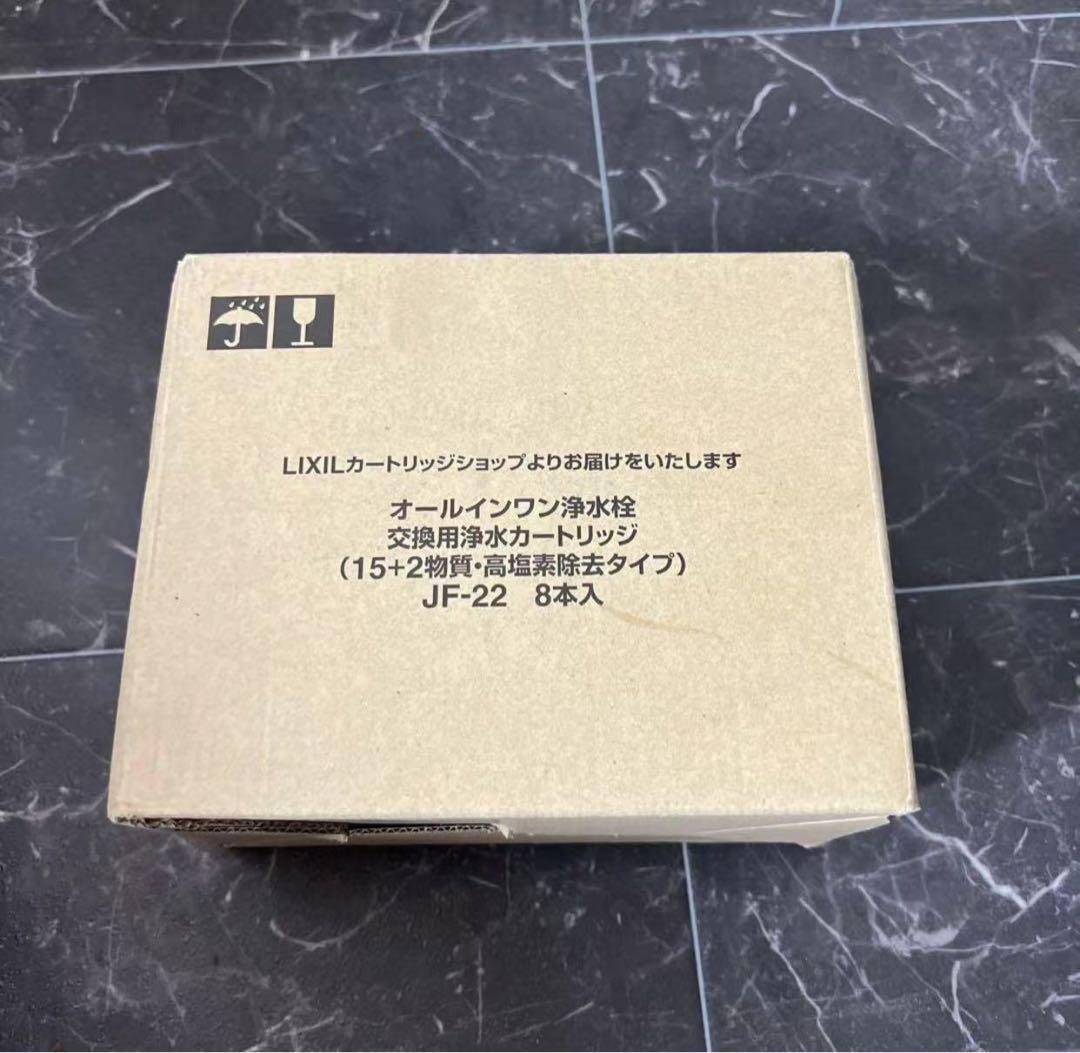 LIXILカートリッジショップよりお届けをいたします
オールインワン浄水栓
交換用浄水カートリッジ
（15+2物質・高塩素除去タイプ）
JF-22　8本入